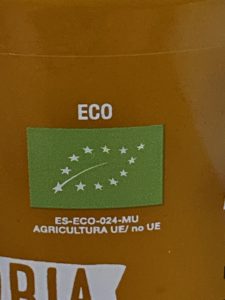 ECO
ES-ECO-024-MU
AGRICULTURA UE/ no UE